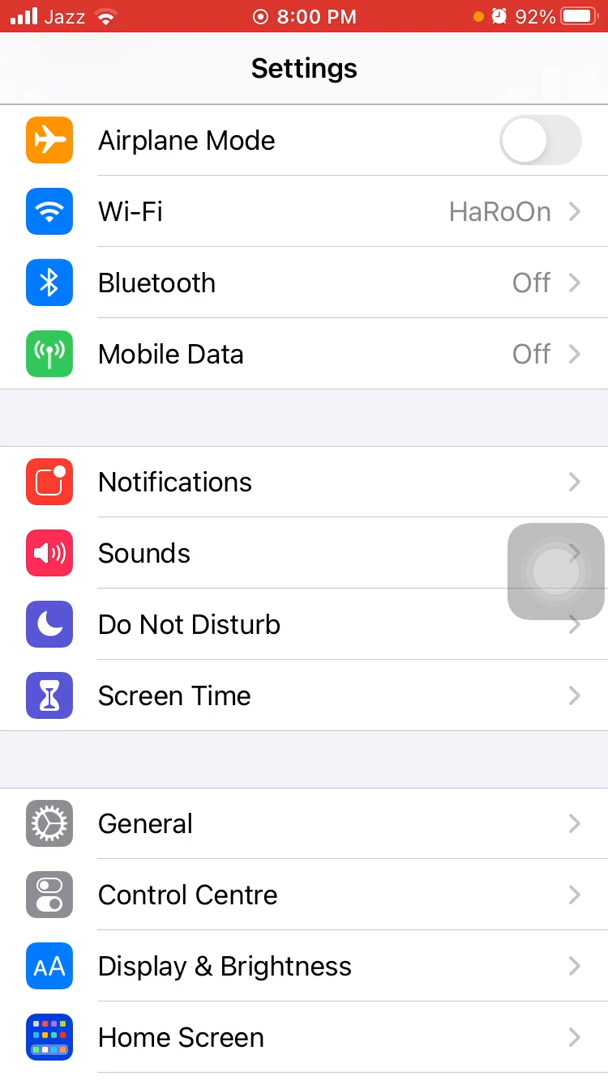 Jazz 8:00 PM 92%
Settings
Airplane Mode
Wi-Fi HaRoOn
Bluetooth Off
Mobile Data Off
Notifications
Sounds
Do Not Disturb
Screen Time
General
Control Centre
AA Display & Brightness
Home Screen